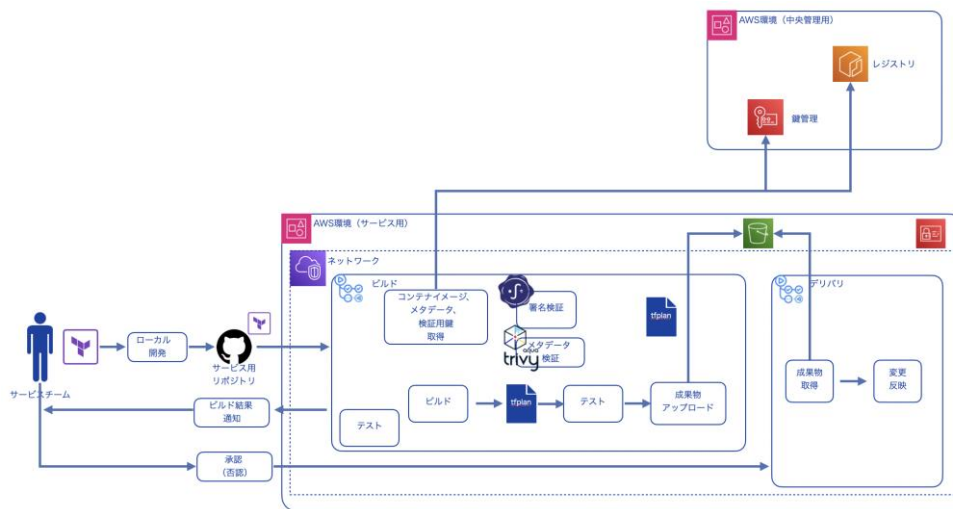 AWS環境（中央管理用）
レジストリ
鍵管理
AWS環境（サービス用）
ネットワーク
ビルド
コンテナイメージ、
メタデータ、
検証用鍵
取得
署名検証
tfplan
aqua
trivy
メタデータ
検証
デリバリ
ローカル
開発
サービス用
リポジトリ
サービスチーム
ビルド結果
通知
テスト
ビルド
tfplan
テスト
成果物
アップロード
成果物
取得
変更
反映
承認
（否認）